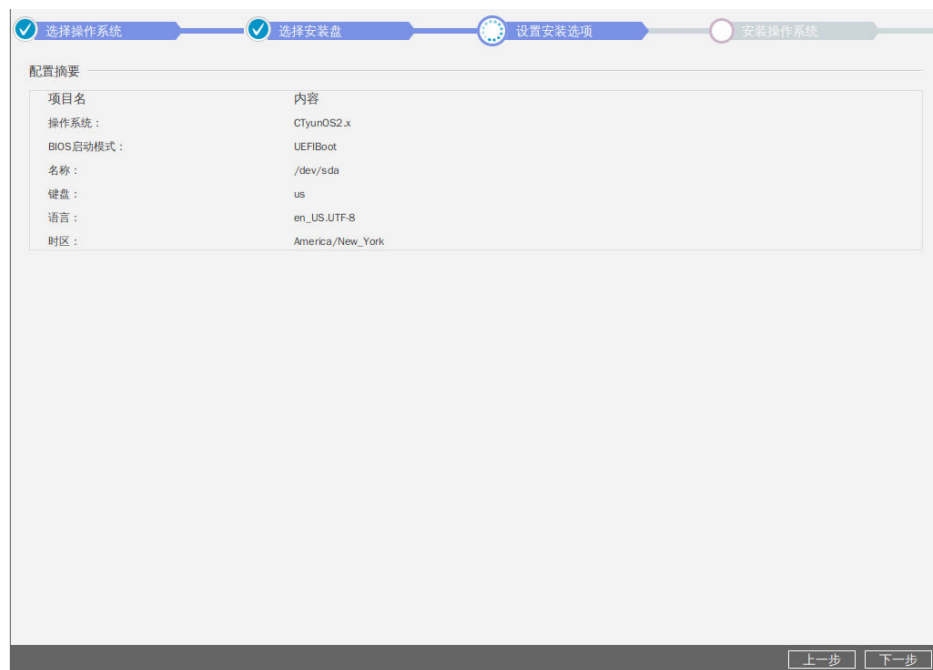 选择操作系统 选择安装盘 设置安装选项 安装操作系统
配置摘要
项目名 内容
操作系统： CTyunOS2.x
BIOS启动模式： UEFIBoot
名称： /dev/sda
键盘： us
语言： en_US.UTF-8
时区： America/New_York
上一步 下一步